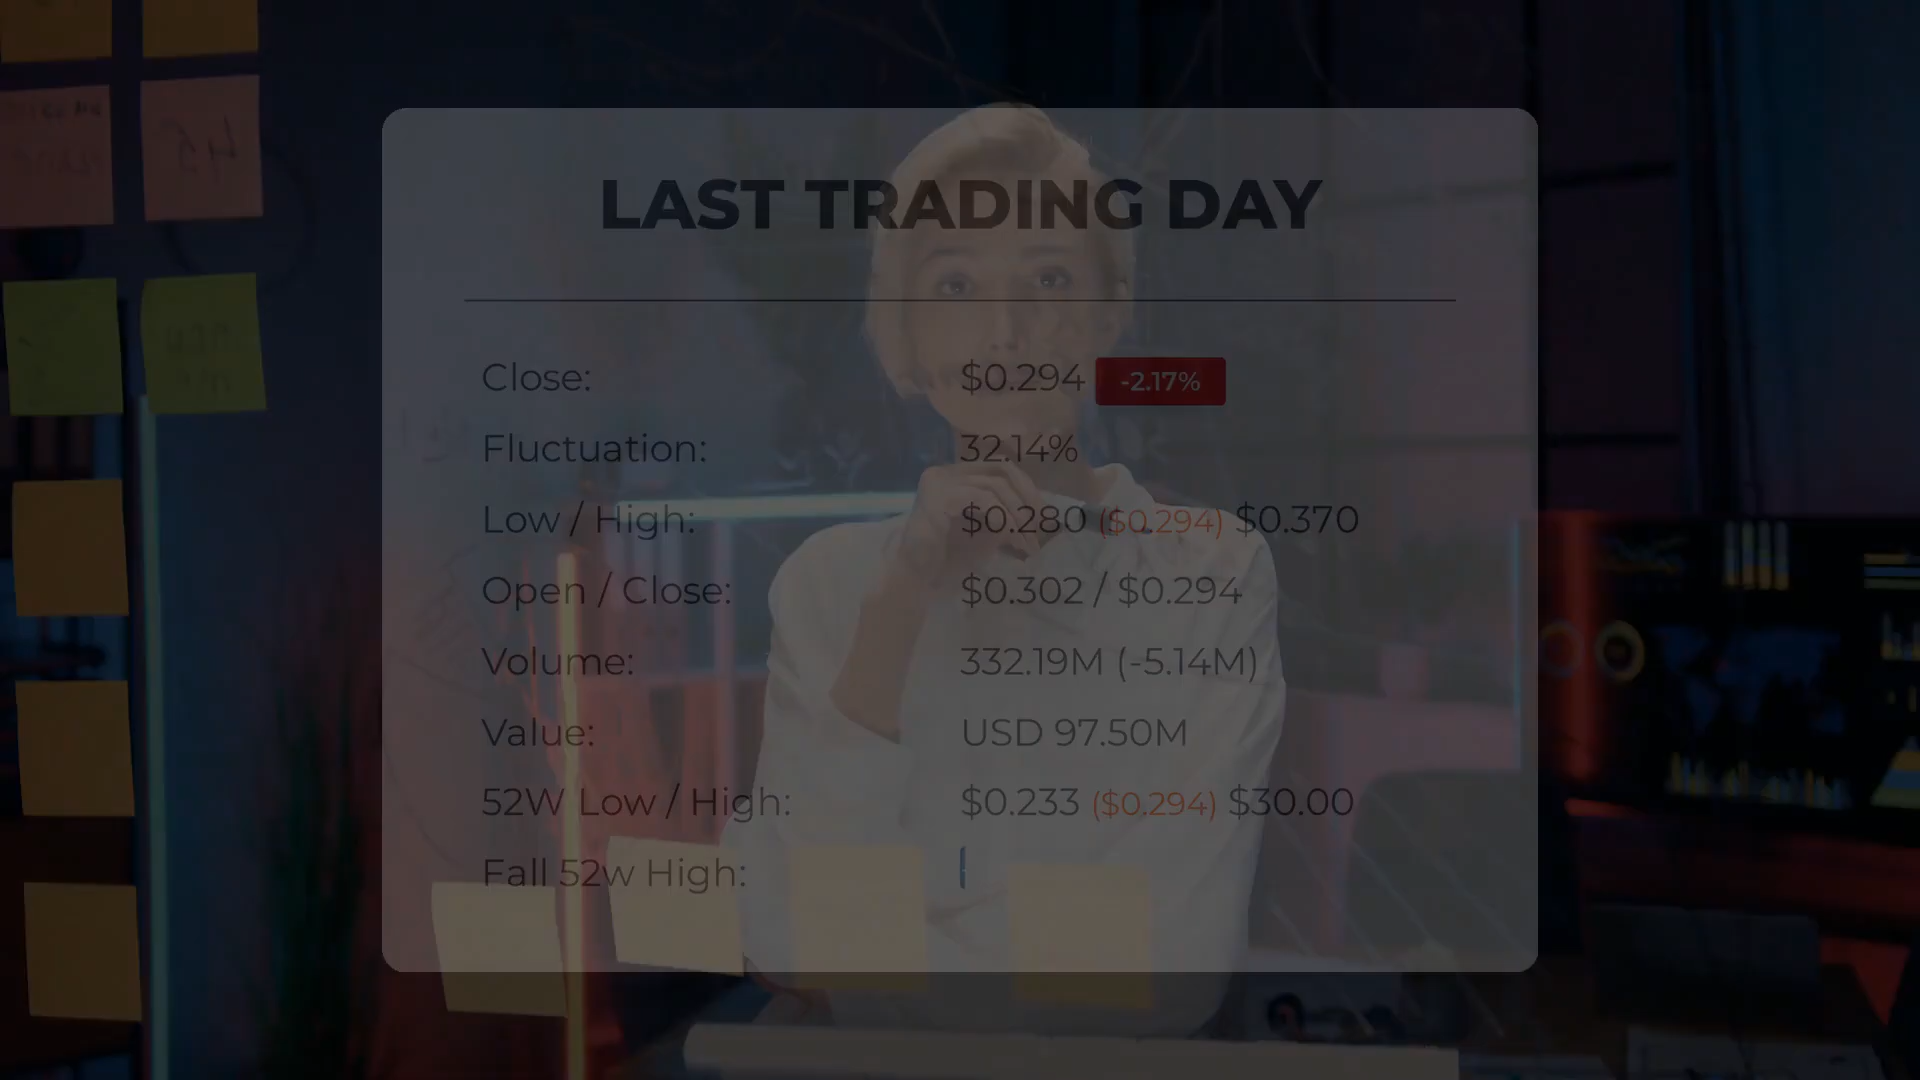 LAST TRADING DAY
Close: $0.294 -2.17%
Fluctuation: 32.14%
Low / High: $0.280 ($0.294) $0.370
Open / Close: $0.302 / $0.294
Volume: 332.19M (-5.14M)
Value: USD 97.50M
52W Low / High: $0.233 ($0.294) $30.00
Fall 52w High: